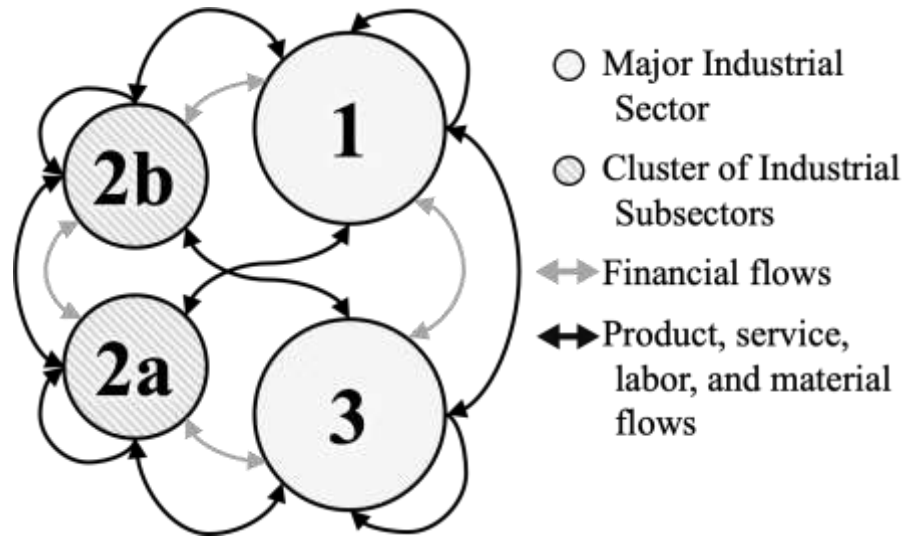 1
2b
2a
3
Major Industrial
Sector
Cluster of Industrial
Subsectors
Financial flows
Product, service,
labor, and material
flows